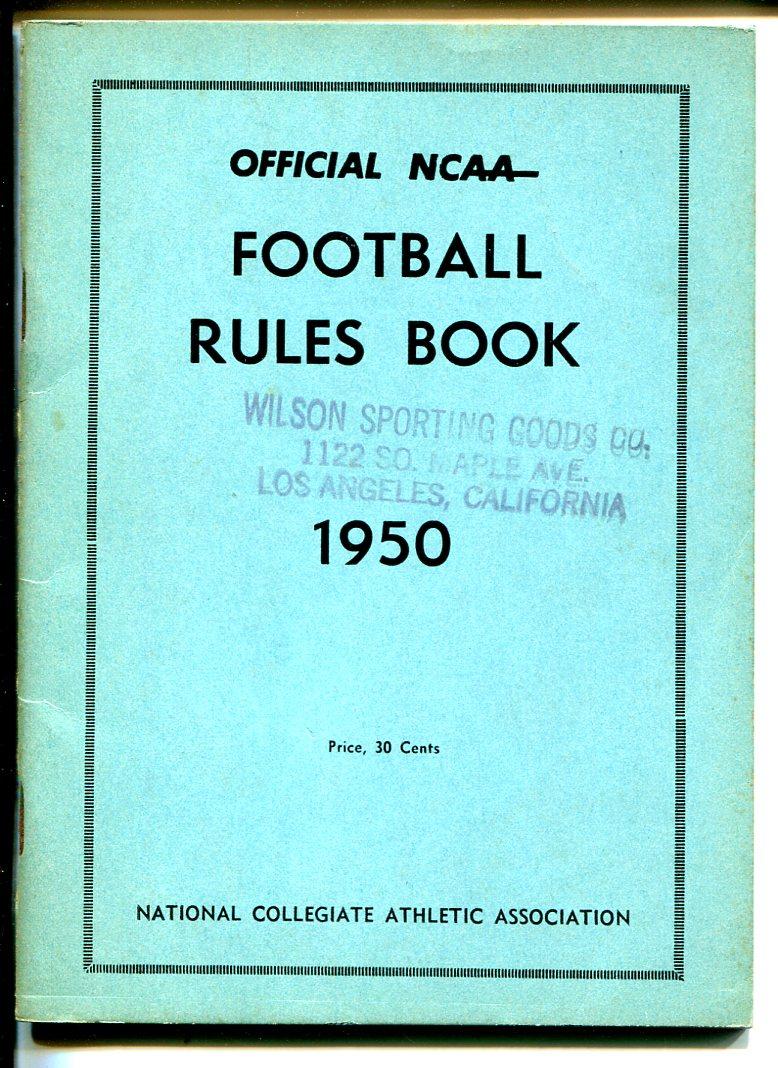 OFFICIAL NCAA
FOOTBALL
RULES BOOK
WILSON SPORTING GOODS CO.
1122 SO. MAPLE AVE.
LOS ANGELES, CALIFORNIA
1950
Price, 30 Cents
NATIONAL COLLEGIATE ATHLETIC ASSOCIATION